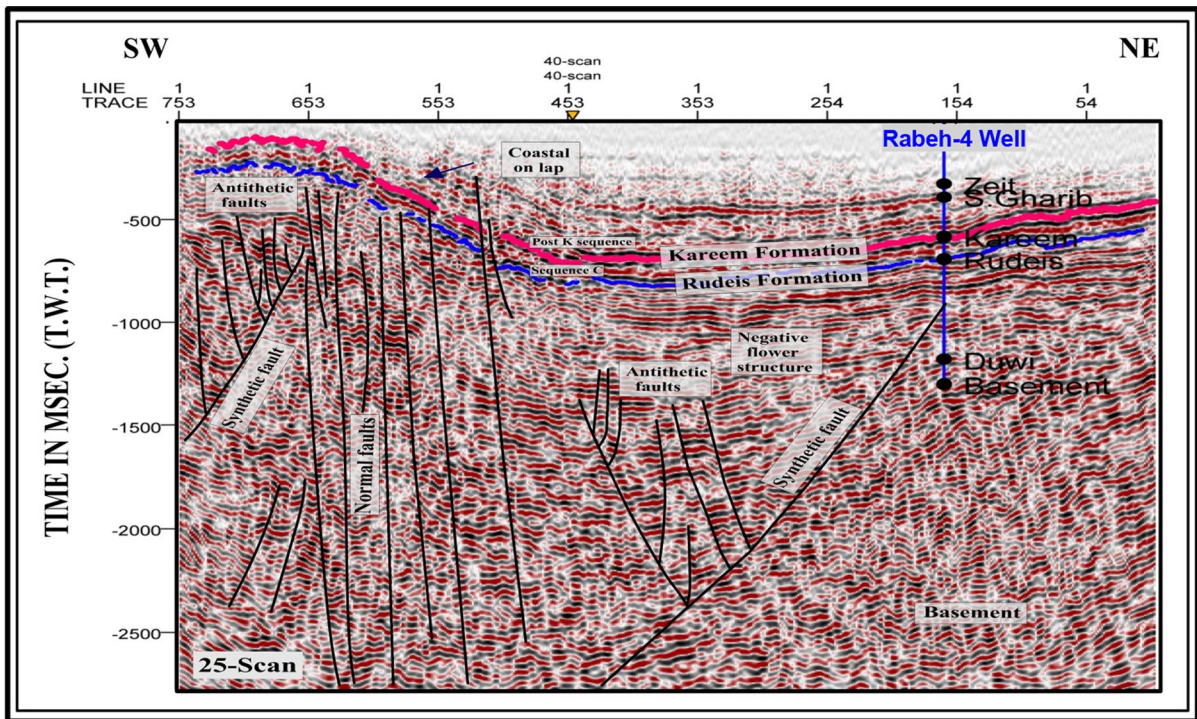 SW
NE
40-scan
40-scan
LINE 1 1 1 1 1 1 1 1
TRACE 753 653 553 453 353 254 154 54
Rabeh-4 Well
Coastal
on lap
Zeit
S.Gharib
Antithetic
faults
-500
Post K sequence
Kareem Formation
Kareem
Sequence C
Rudeis Formation
Rudeis
-1000
Negative
flower
structure
Synthetic fault
Antithetic
faults
Duwi
Basement
-1500
Normal faults
Synthetic fault
TIME IN MSEC. (T.W.T.)
-2000
Basement
-2500
25-Scan